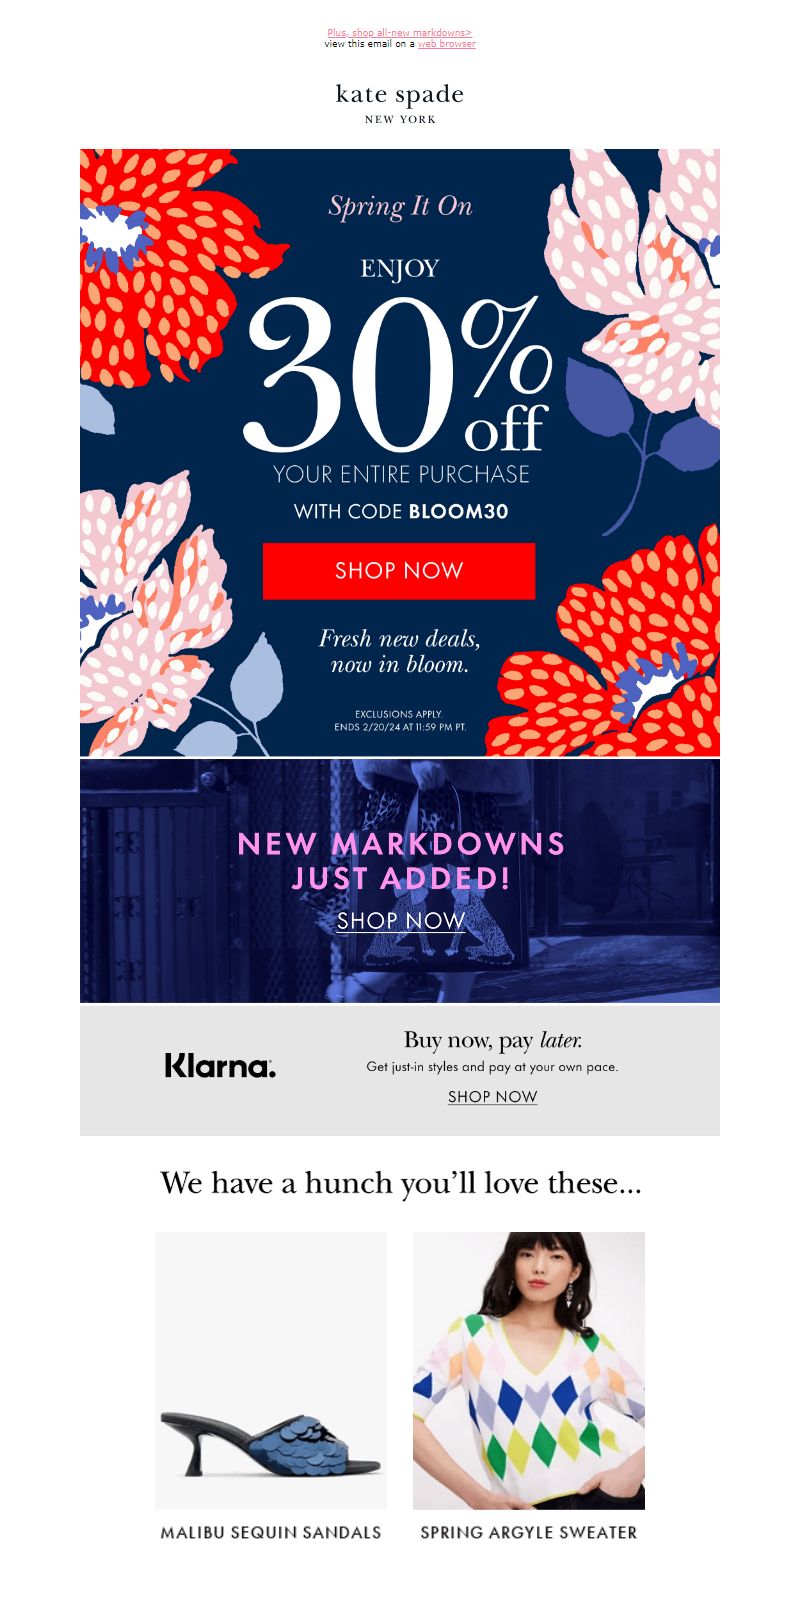 Plus, shop all-new markdowns>
view this email on a web browser
kate spade
NEW YORK
Spring It On
ENJOY
30% off
YOUR ENTIRE PURCHASE
WITH CODE BLOOM30
SHOP NOW
Fresh new deals,
now in bloom.
EXCLUSIONS APPLY.
ENDS 2/20/24 AT 11:59 PM PT.
NEW MARKDOWNS
JUST ADDED!
SHOP NOW
Klarna.
Buy now, pay later.
Get just-in styles and pay at your own pace.
SHOP NOW
We have a hunch you’ll love these...
MALIBU SEQUIN SANDALS
SPRING ARGYLE SWEATER